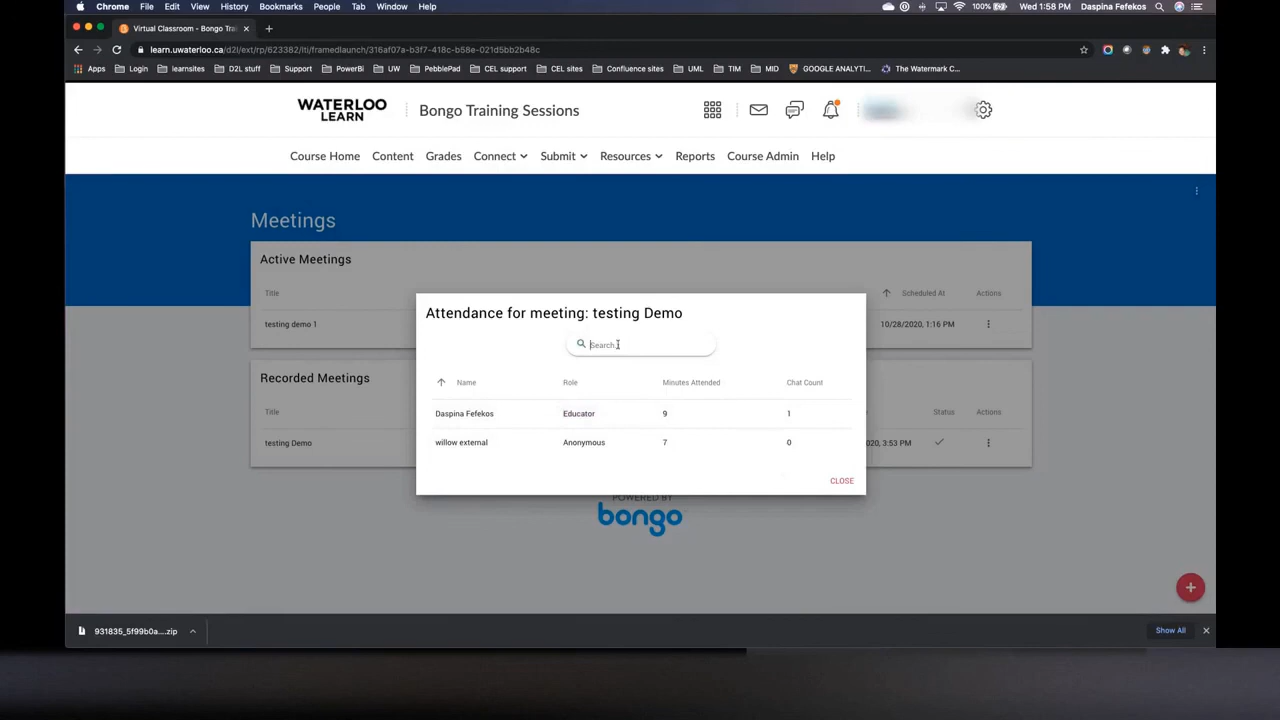 Chrome File Edit View History Bookmarks People Tab Window Help 100% Wed 1:58 PM Daspina Fefekos
Virtual Classroom - Bongo Trai
learn.uwaterloo.ca/d2l/ext/rp/623382/lti/framedlaunch/316af07a-b3f7-418c-b58e-021d5bb2b48c
Apps Login learnsites D2L stuff Support PowerBi UW PebblePad CEL support CEL sites Confluence sites UML TIM MID GOOGLE ANALYTI... The Watermark C...
WATERLOO
LEARN
Bongo Training Sessions
Course Home Content Grades Connect Submit Resources Reports Course Admin Help
Meetings
Active Meetings
Title Scheduled At Actions
testing demo 1 10/28/2020, 1:16 PM
Recorded Meetings
Title Status Actions
testing Demo 020, 3:53 PM
Attendance for meeting: testing Demo
Search
Name Role Minutes Attended Chat Count
Daspina Fefekos Educator 9 1
willow external Anonymous 7 0
CLOSE
POWERED BY
bongo
+
931835_5f99b0a....zip Show All